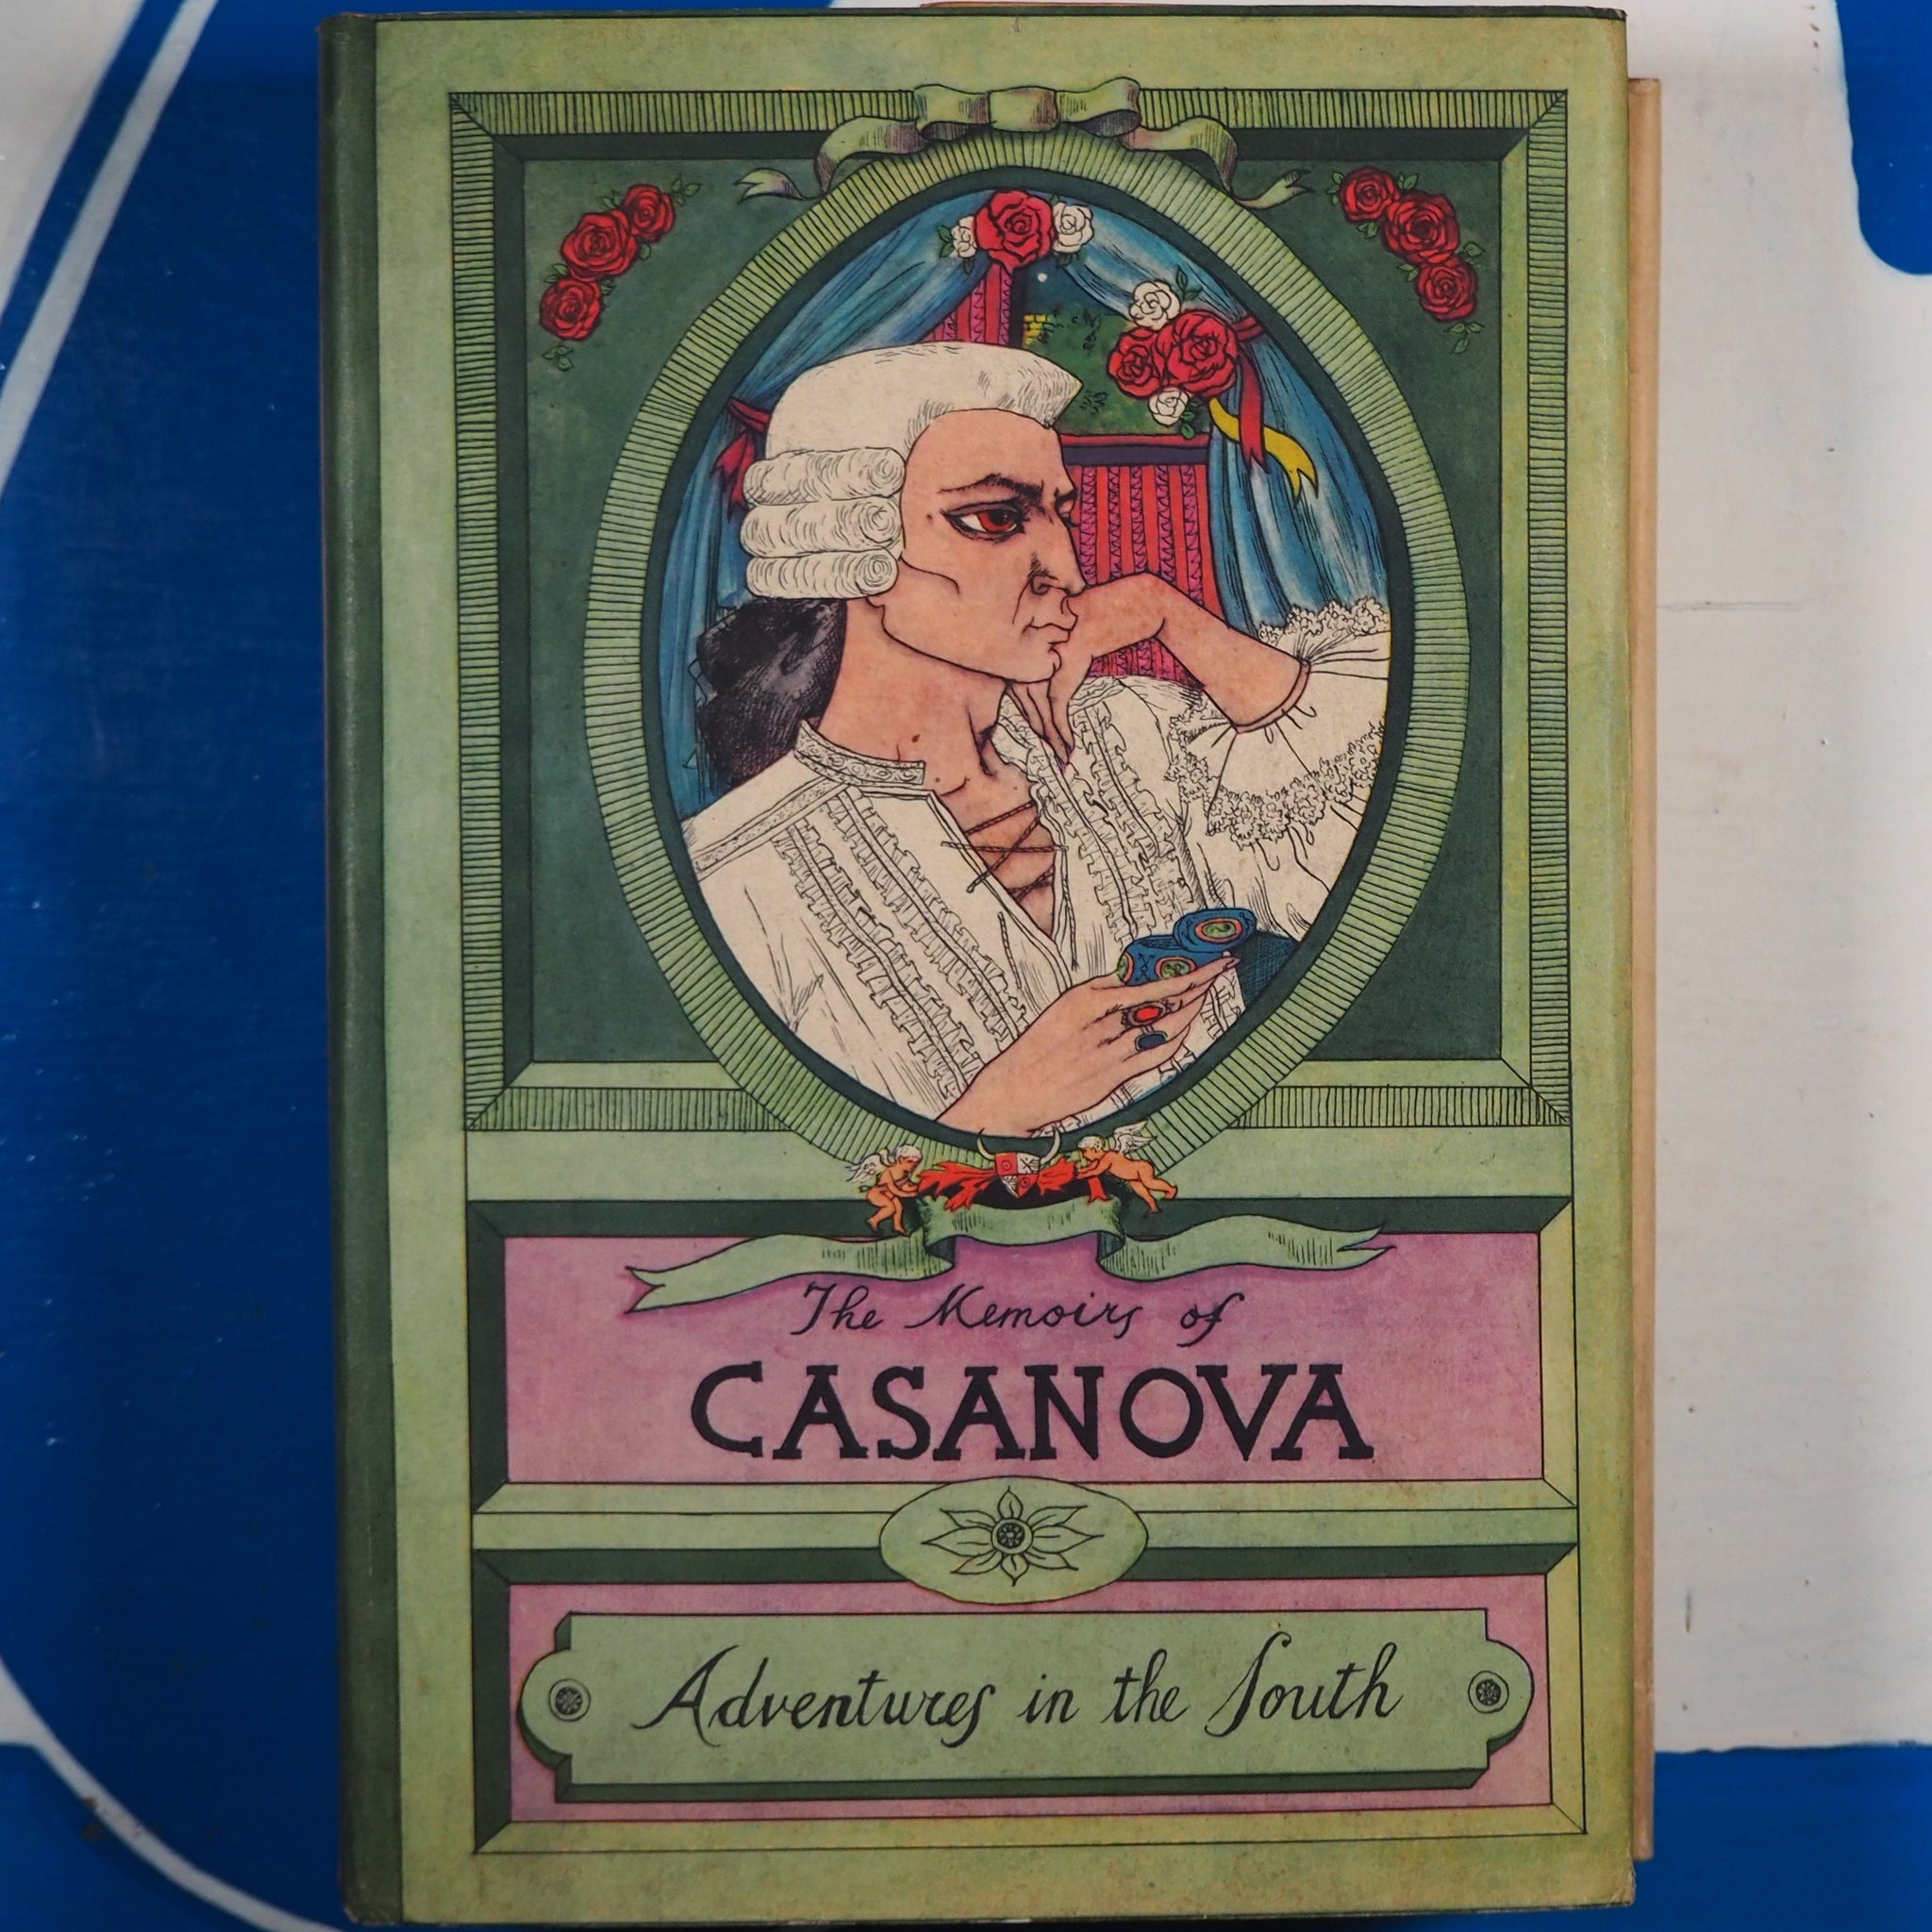 The Memoirs of
CASANOVA
Adventures in the South